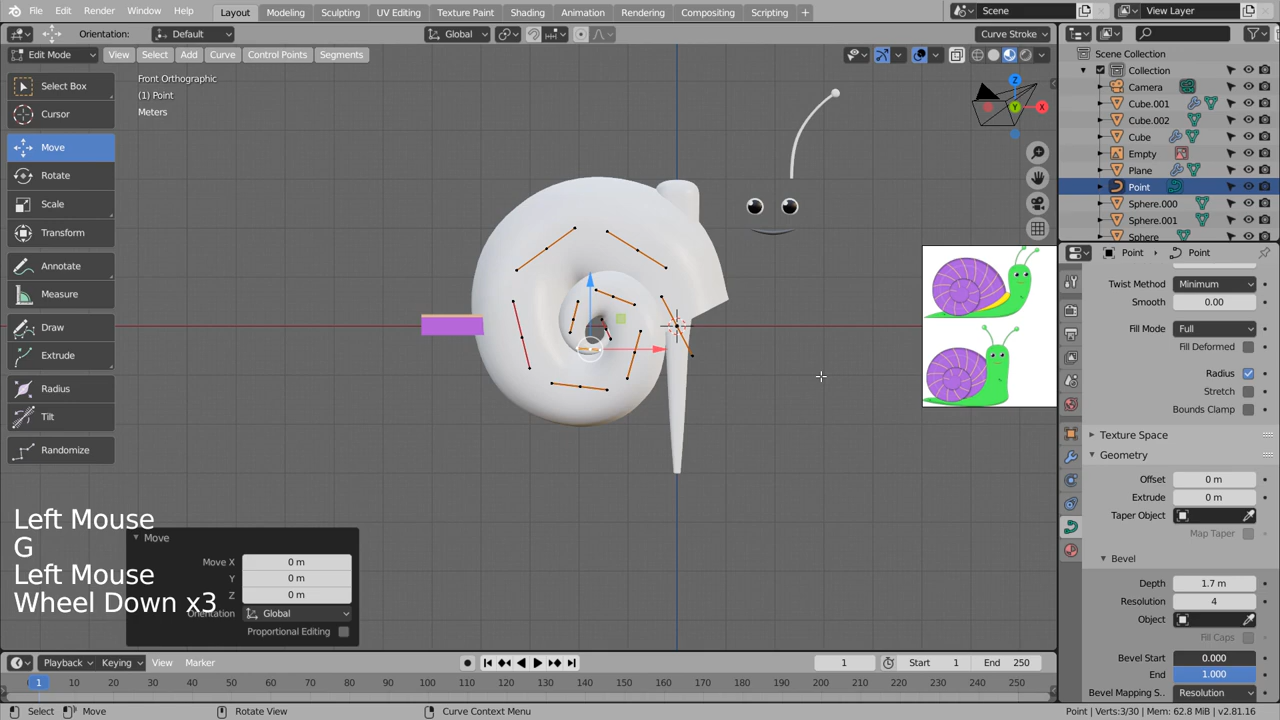 File Edit Render Window Help Layout Modeling Sculpting UV Editing Texture Paint Shading Animation Rendering Compositing Scripting + Scene View Layer
Orientation: Default Global Curve Stroke
Edit Mode View Select Add Curve Control Points Segments
Scene Collection
Collection
Camera
Cube.001
Cube.002
Cube
Empty
Plane
Point
Sphere.000
Sphere.001
Sphere
Select Box
Cursor
Move
Rotate
Scale
Transform
Annotate
Measure
Draw
Extrude
Radius
Tilt
Randomize
Front Orthographic
(1) Point
Meters
Z
Y
X
Point Point
Twist Method Minimum
Smooth 0.00
Fill Mode Full
Fill Deformed
Radius
Stretch
Bounds Clamp
Texture Space
Geometry
Offset 0 m
Extrude 0 m
Taper Object
Map Taper
Bevel
Depth 1.7 m
Resolution 4
Object
Fill Caps
Bevel Start 0.000
End 1.000
Bevel Mapping S.. Resolution
Left Mouse
G
Left Mouse
Wheel Down x3
Move
Move X 0 m
Y 0 m
Z 0 m
Orientation Global
Proportional Editing
Playback Keying View Marker 1 Start 1 End 250
1 10 20 30 40 50 60 70 80 90 100 110 120 130 140 150 160 170 180 190 200 210 220 230 240 250
Select Move Rotate View Curve Context Menu Point | Verts:3/30 | Mem: 62.8 MiB | v2.81.16